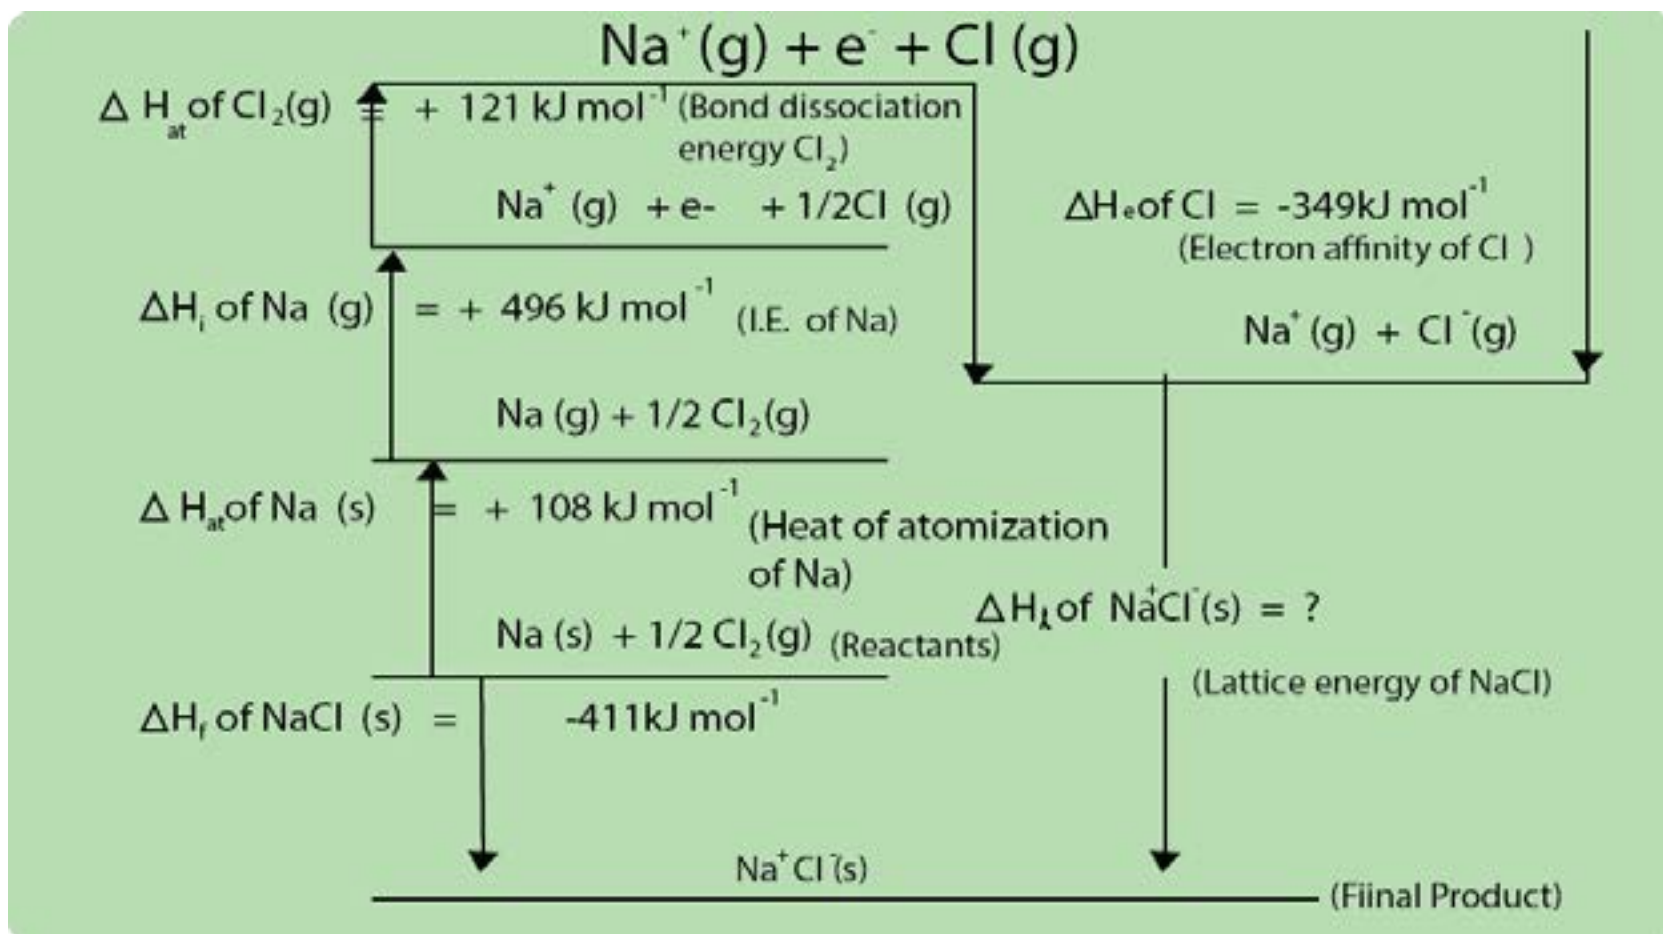 Na⁺(g) + e⁻ + Cl (g)
Δ H_at of Cl₂(g) = + 121 kJ mol⁻¹ (Bond dissociation
energy Cl₂)
Na⁺ (g) + e- + 1/2Cl (g)
ΔHₑof Cl = -349kJ mol⁻¹
(Electron affinity of Cl )
ΔHᵢ of Na (g) = + 496 kJ mol⁻¹ (I.E. of Na)
Na⁺ (g) + Cl⁻(g)
Na (g) + 1/2 Cl₂(g)
Δ H_at of Na (s) = + 108 kJ mol⁻¹ (Heat of atomization
of Na)
ΔHₗ of Na⁺Cl⁻(s) = ?
Na (s) + 1/2 Cl₂(g) (Reactants)
(Lattice energy of NaCl)
ΔH_f of NaCl (s) = -411kJ mol⁻¹
Na⁺Cl⁻(s)
(Fiinal Product)